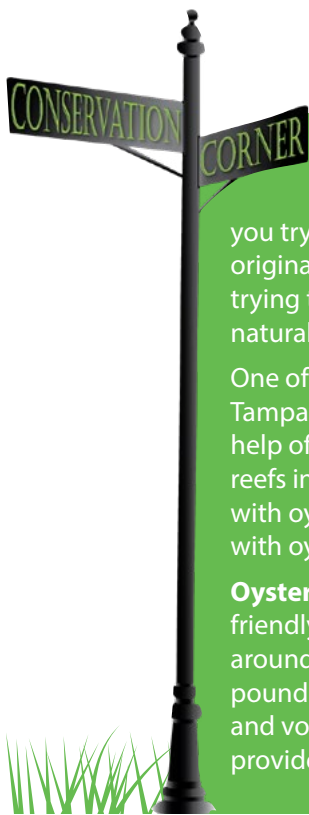 CONSERVATION CORNER
you try
origina
trying
natural
One of
Tampa
help of
reefs in
with oy
with oy
Oyster
friendly
around
pound
and vo
provide